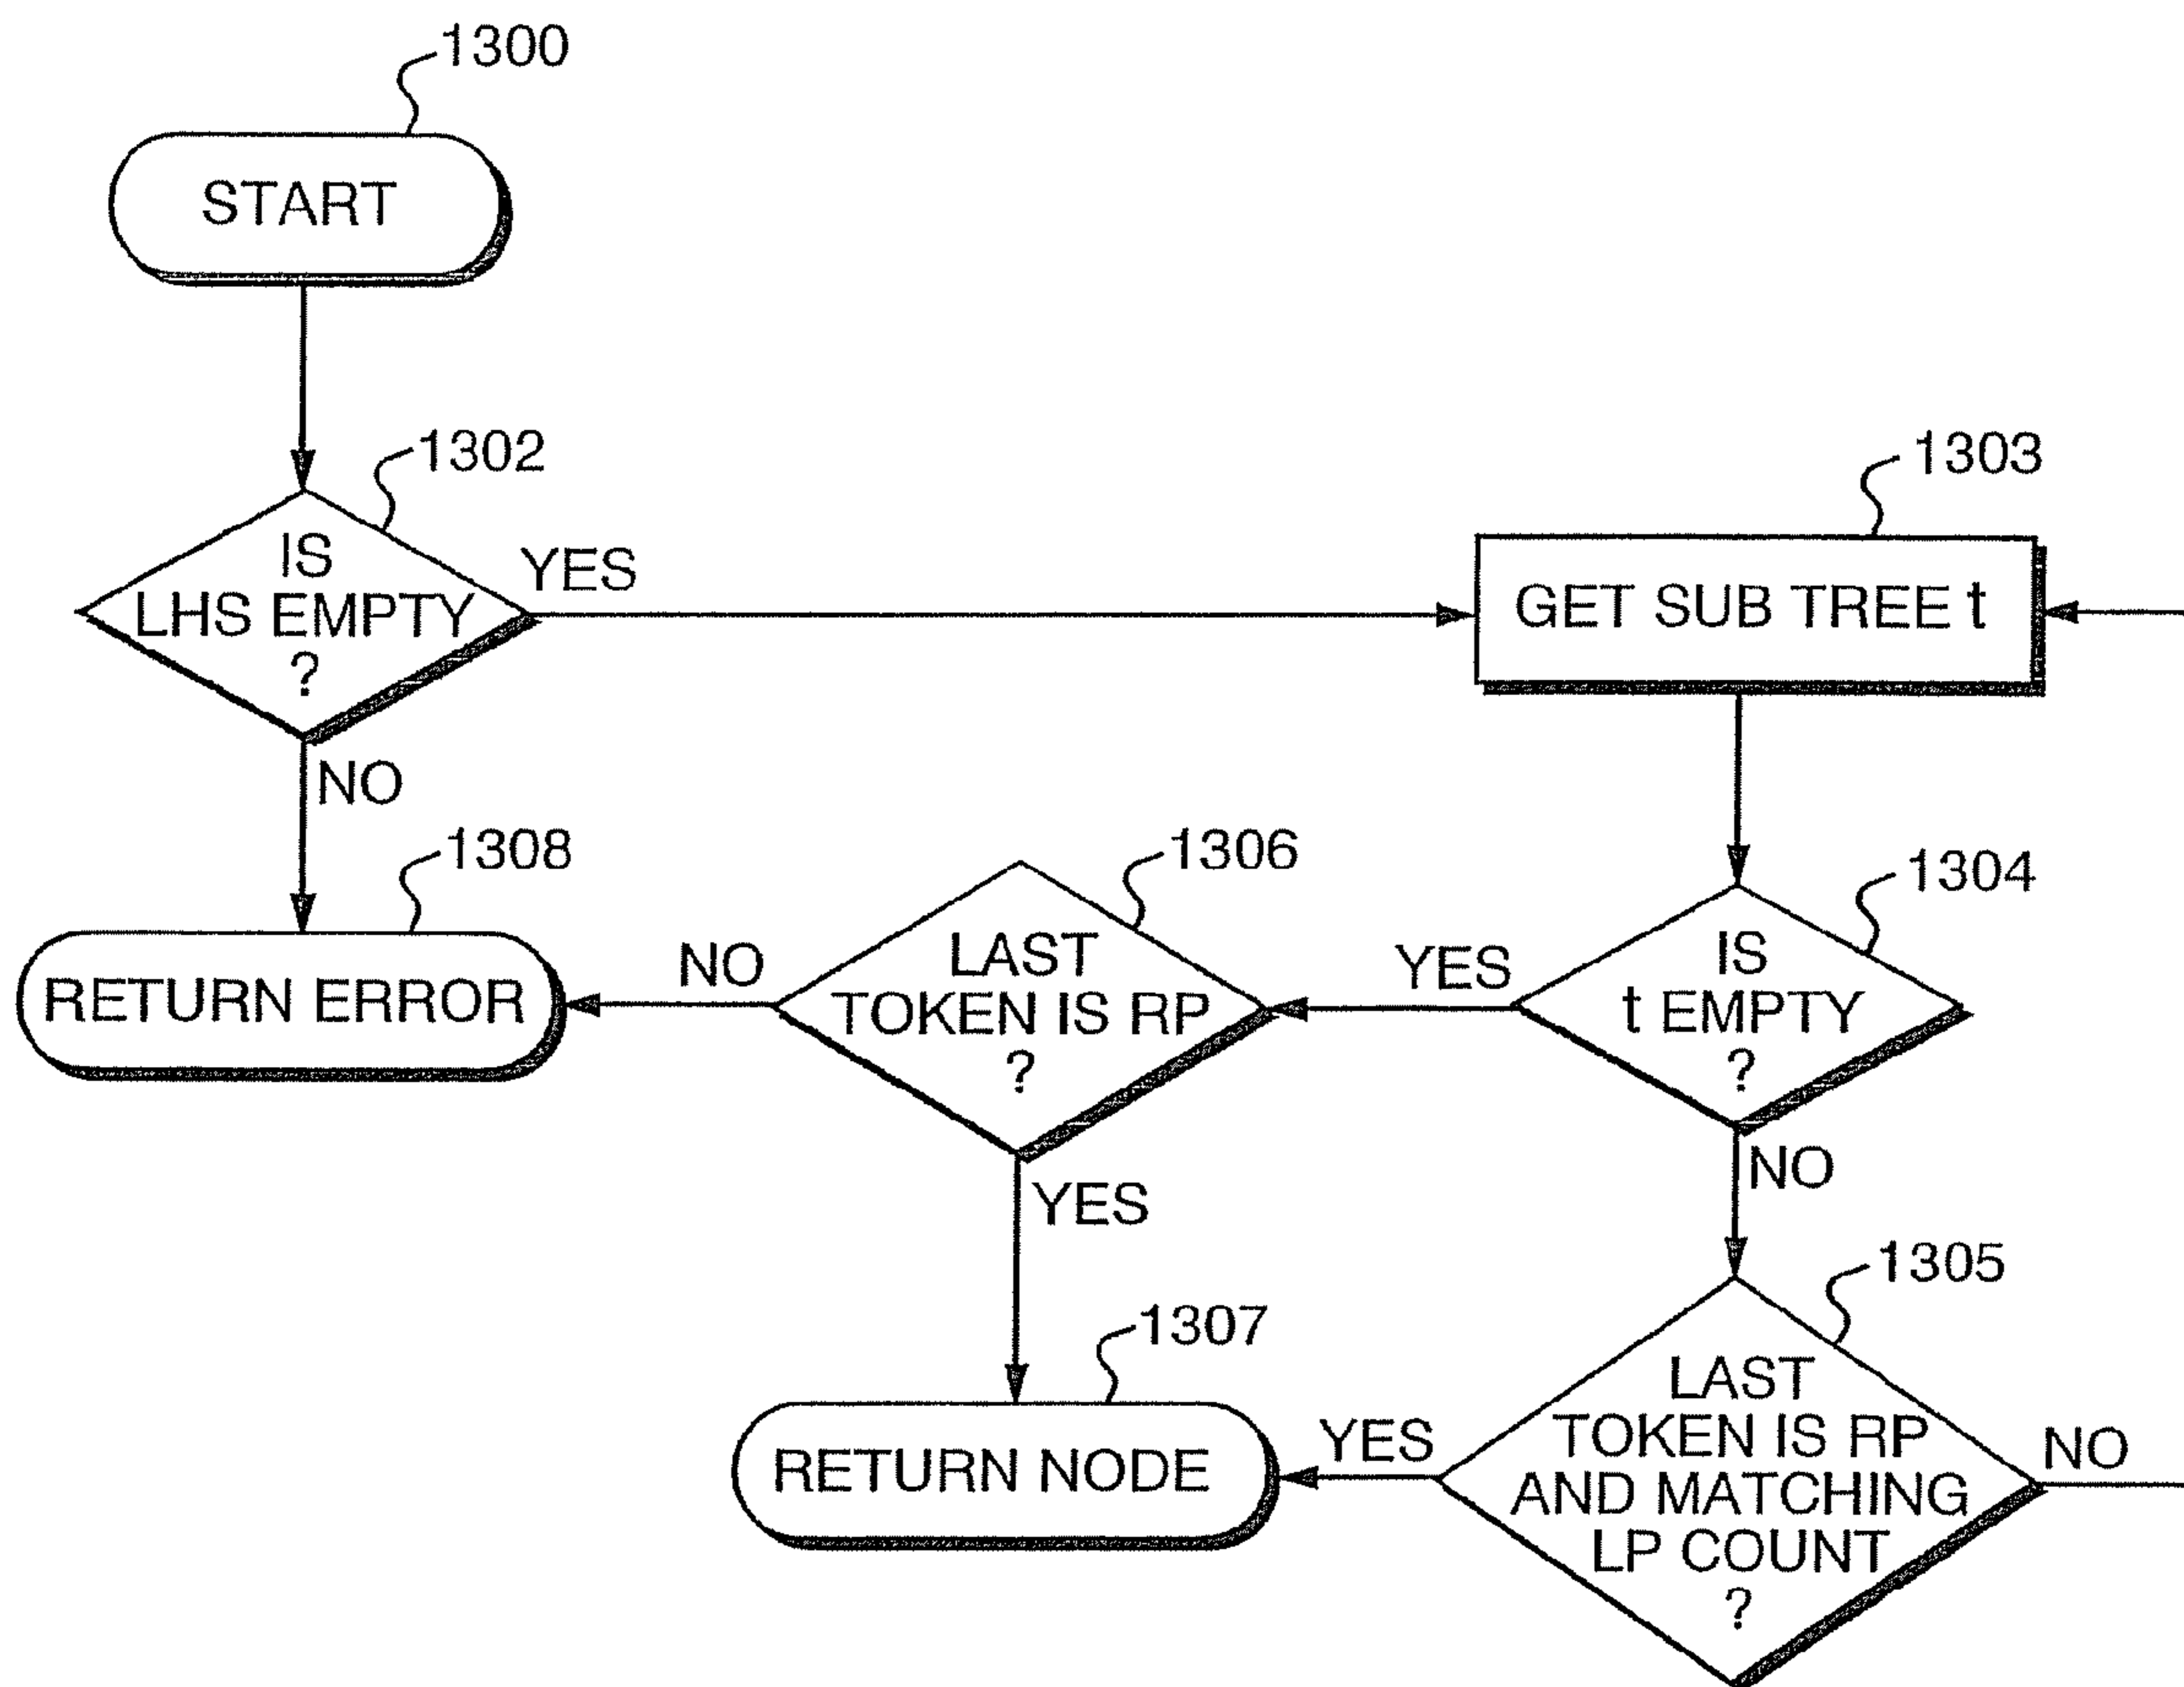 1300
START
1302
IS
LHS EMPTY
?
YES
NO
1303
GET SUB TREE t
1308
RETURN ERROR
1306
LAST
TOKEN IS RP
?
NO
YES
1304
IS
t EMPTY
?
YES
NO
1307
RETURN NODE
1305
LAST
TOKEN IS RP
AND MATCHING
LP COUNT
?
YES
NO